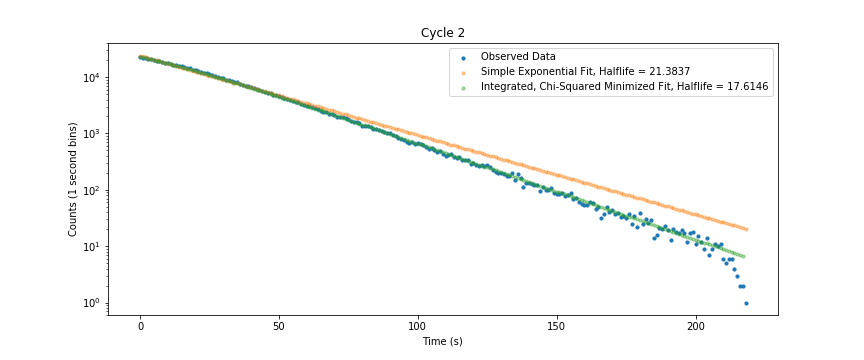 Cycle 2
Observed Data
Simple Exponential Fit, Halflife = 21.3837
Integrated, Chi-Squared Minimized Fit, Halflife = 17.6146
Counts (1 second bins)
10⁴
10³
10²
10¹
10⁰
0 50 100 150 200
Time (s)